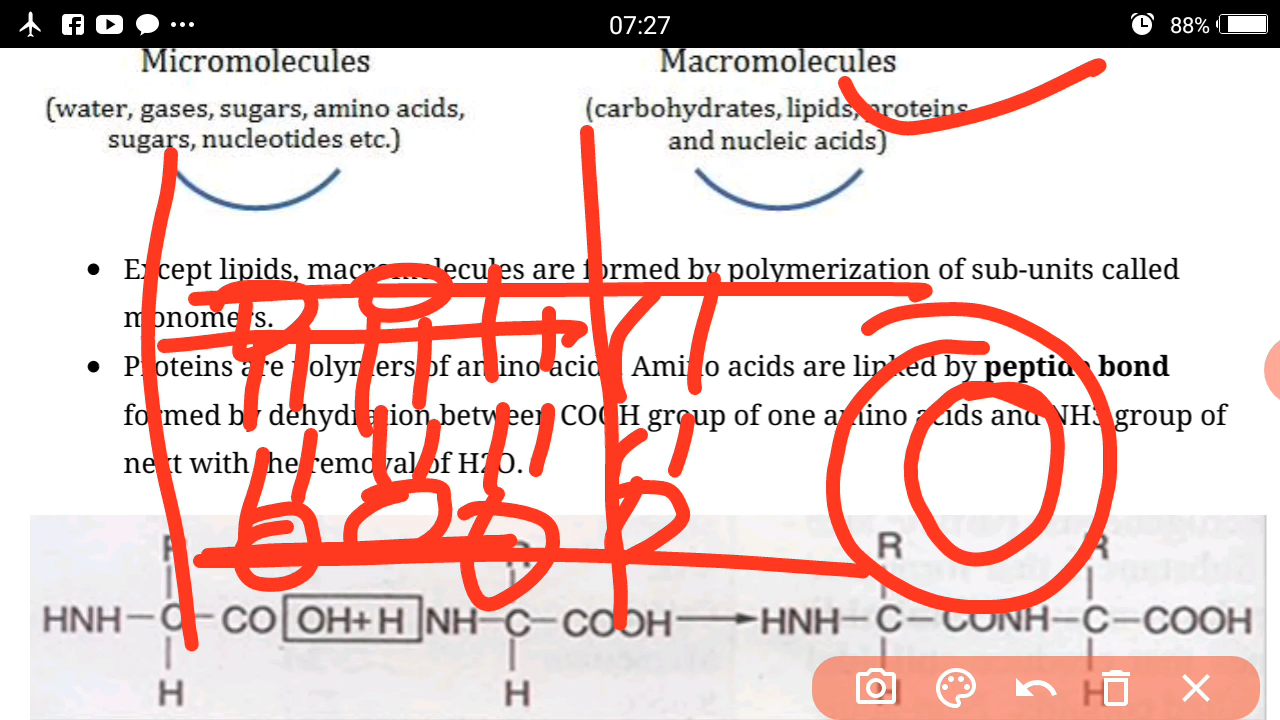 07:27
88%
Micromolecules
Macromolecules
(water, gases, sugars, amino acids,
sugars, nucleotides etc.)
(carbohydrates, lipids, proteins
and nucleic acids)
• Except lipids, macromolecules are formed by polymerization of sub-units called
monomers.
• Proteins are polymers of amino acids. Amino acids are linked by peptide bond
formed by dehydration between COOH group of one amino acids and NH3 group of
next with the removal of H2O.
R R R R
HNH—C—CO OH+H NH—C—COOH → HNH—C—CONH—C—COOH
H H H H